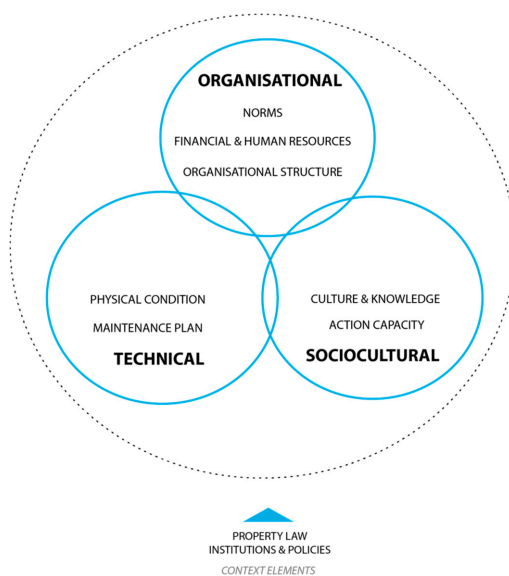 ORGANISATIONAL
NORMS
FINANCIAL & HUMAN RESOURCES
ORGANISATIONAL STRUCTURE
PHYSICAL CONDITION
MAINTENANCE PLAN
TECHNICAL
CULTURE & KNOWLEDGE
ACTION CAPACITY
SOCIOCULTURAL
PROPERTY LAW
INSTITUTIONS & POLICIES
CONTEXT ELEMENTS